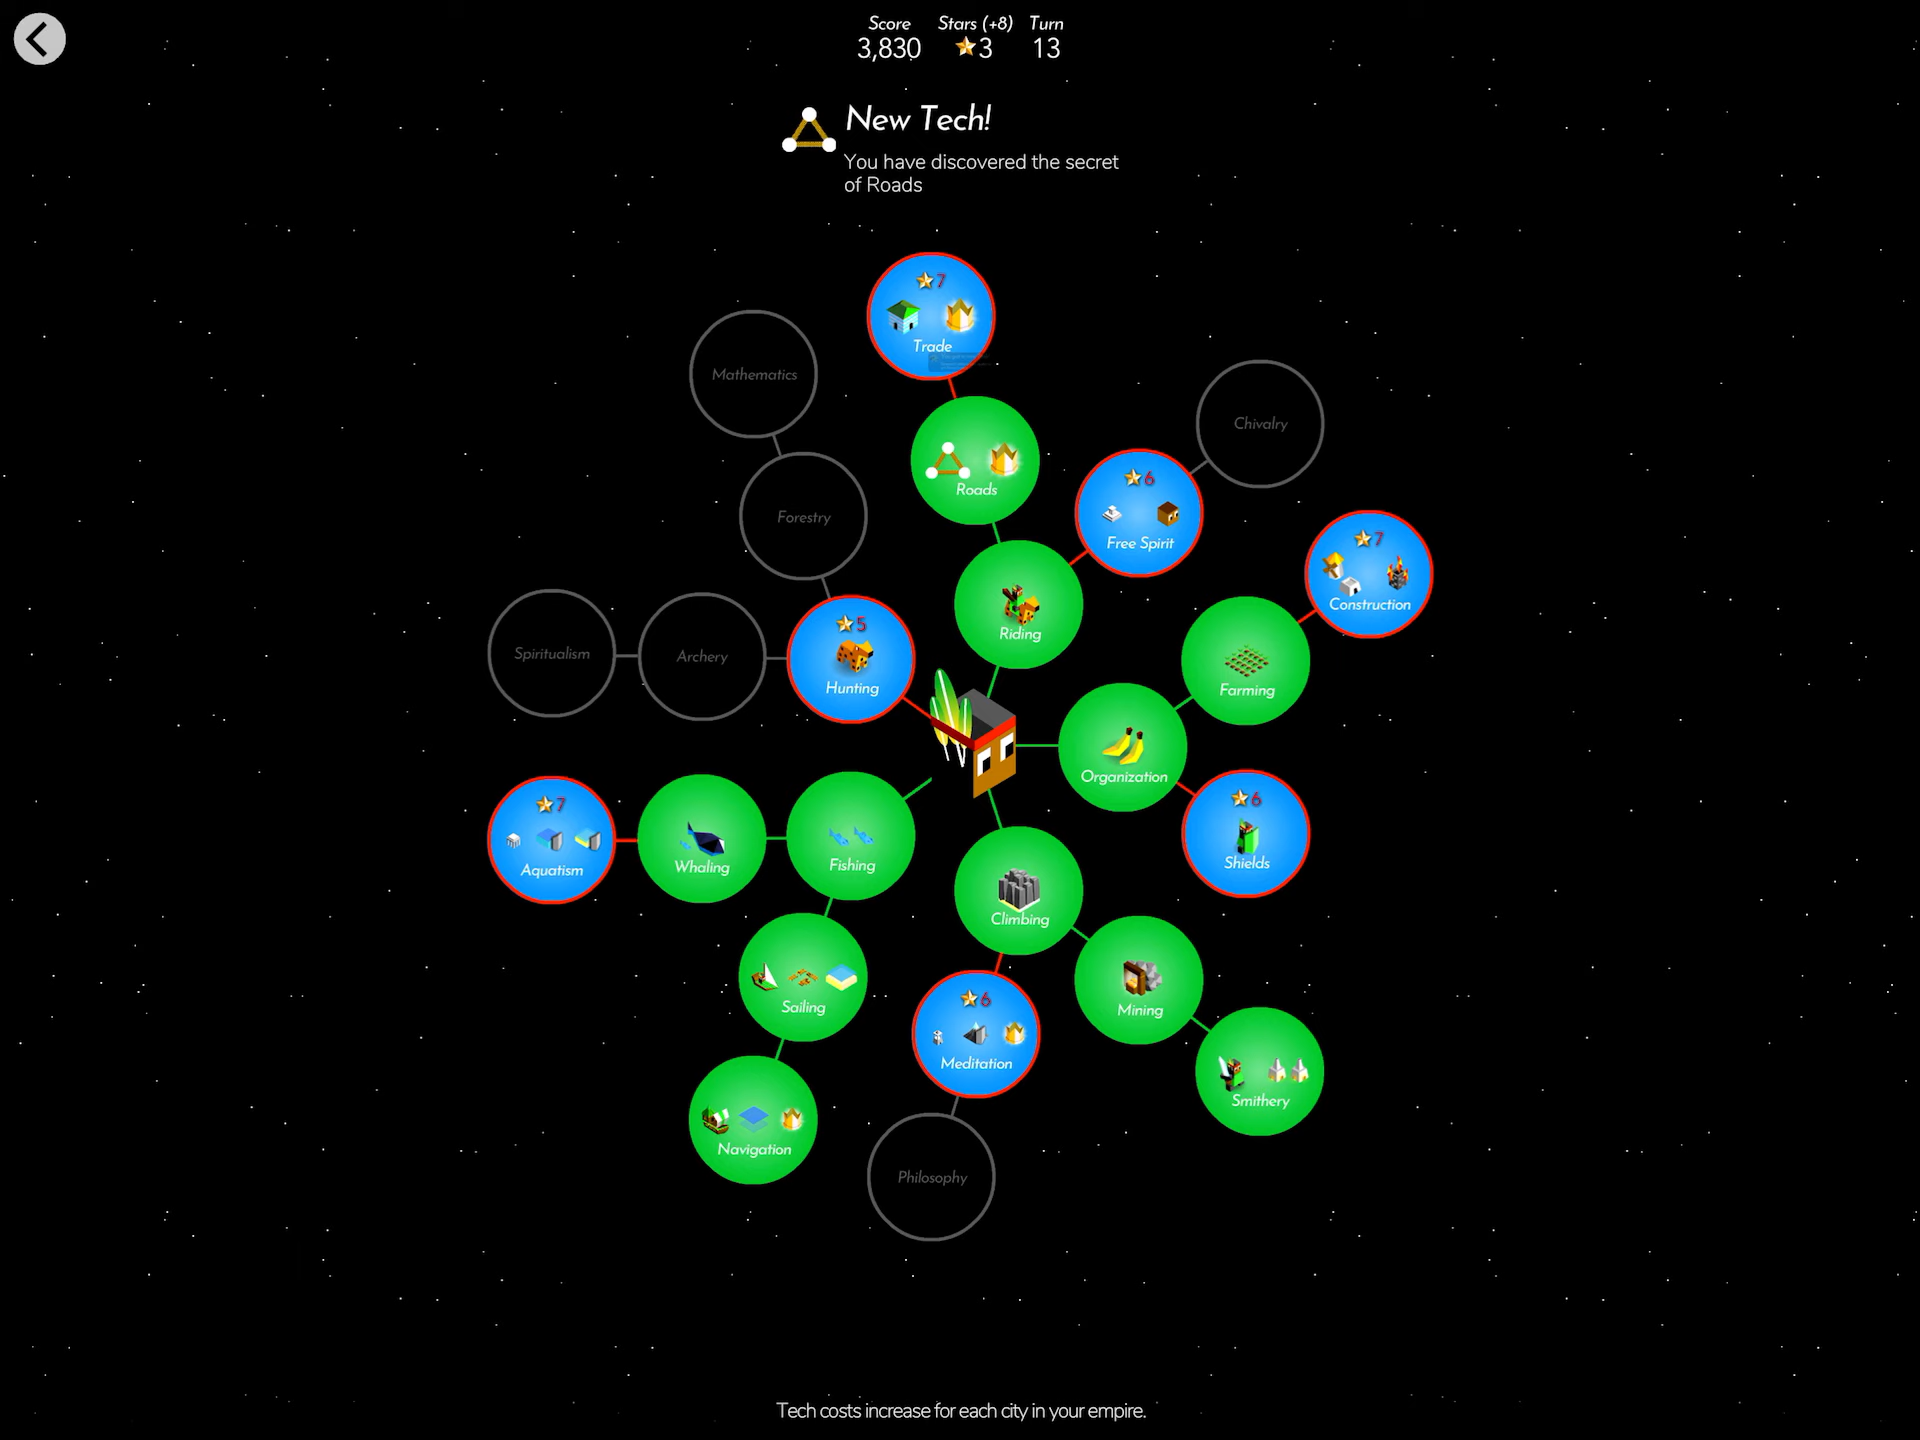 Score Stars (+8) Turn
3,830 3 13
New Tech!
You have discovered the secret
of Roads
7
Trade
Mathematics
Chivalry
6
Free Spirit
Roads
Forestry
7
Construction
Riding
Farming
Spiritualism
Archery
5
Hunting
Organization
6
Shields
7
Aquatism
Whaling
Fishing
Climbing
Sailing
6
Meditation
Mining
Smithery
Navigation
Philosophy
Tech costs increase for each city in your empire.